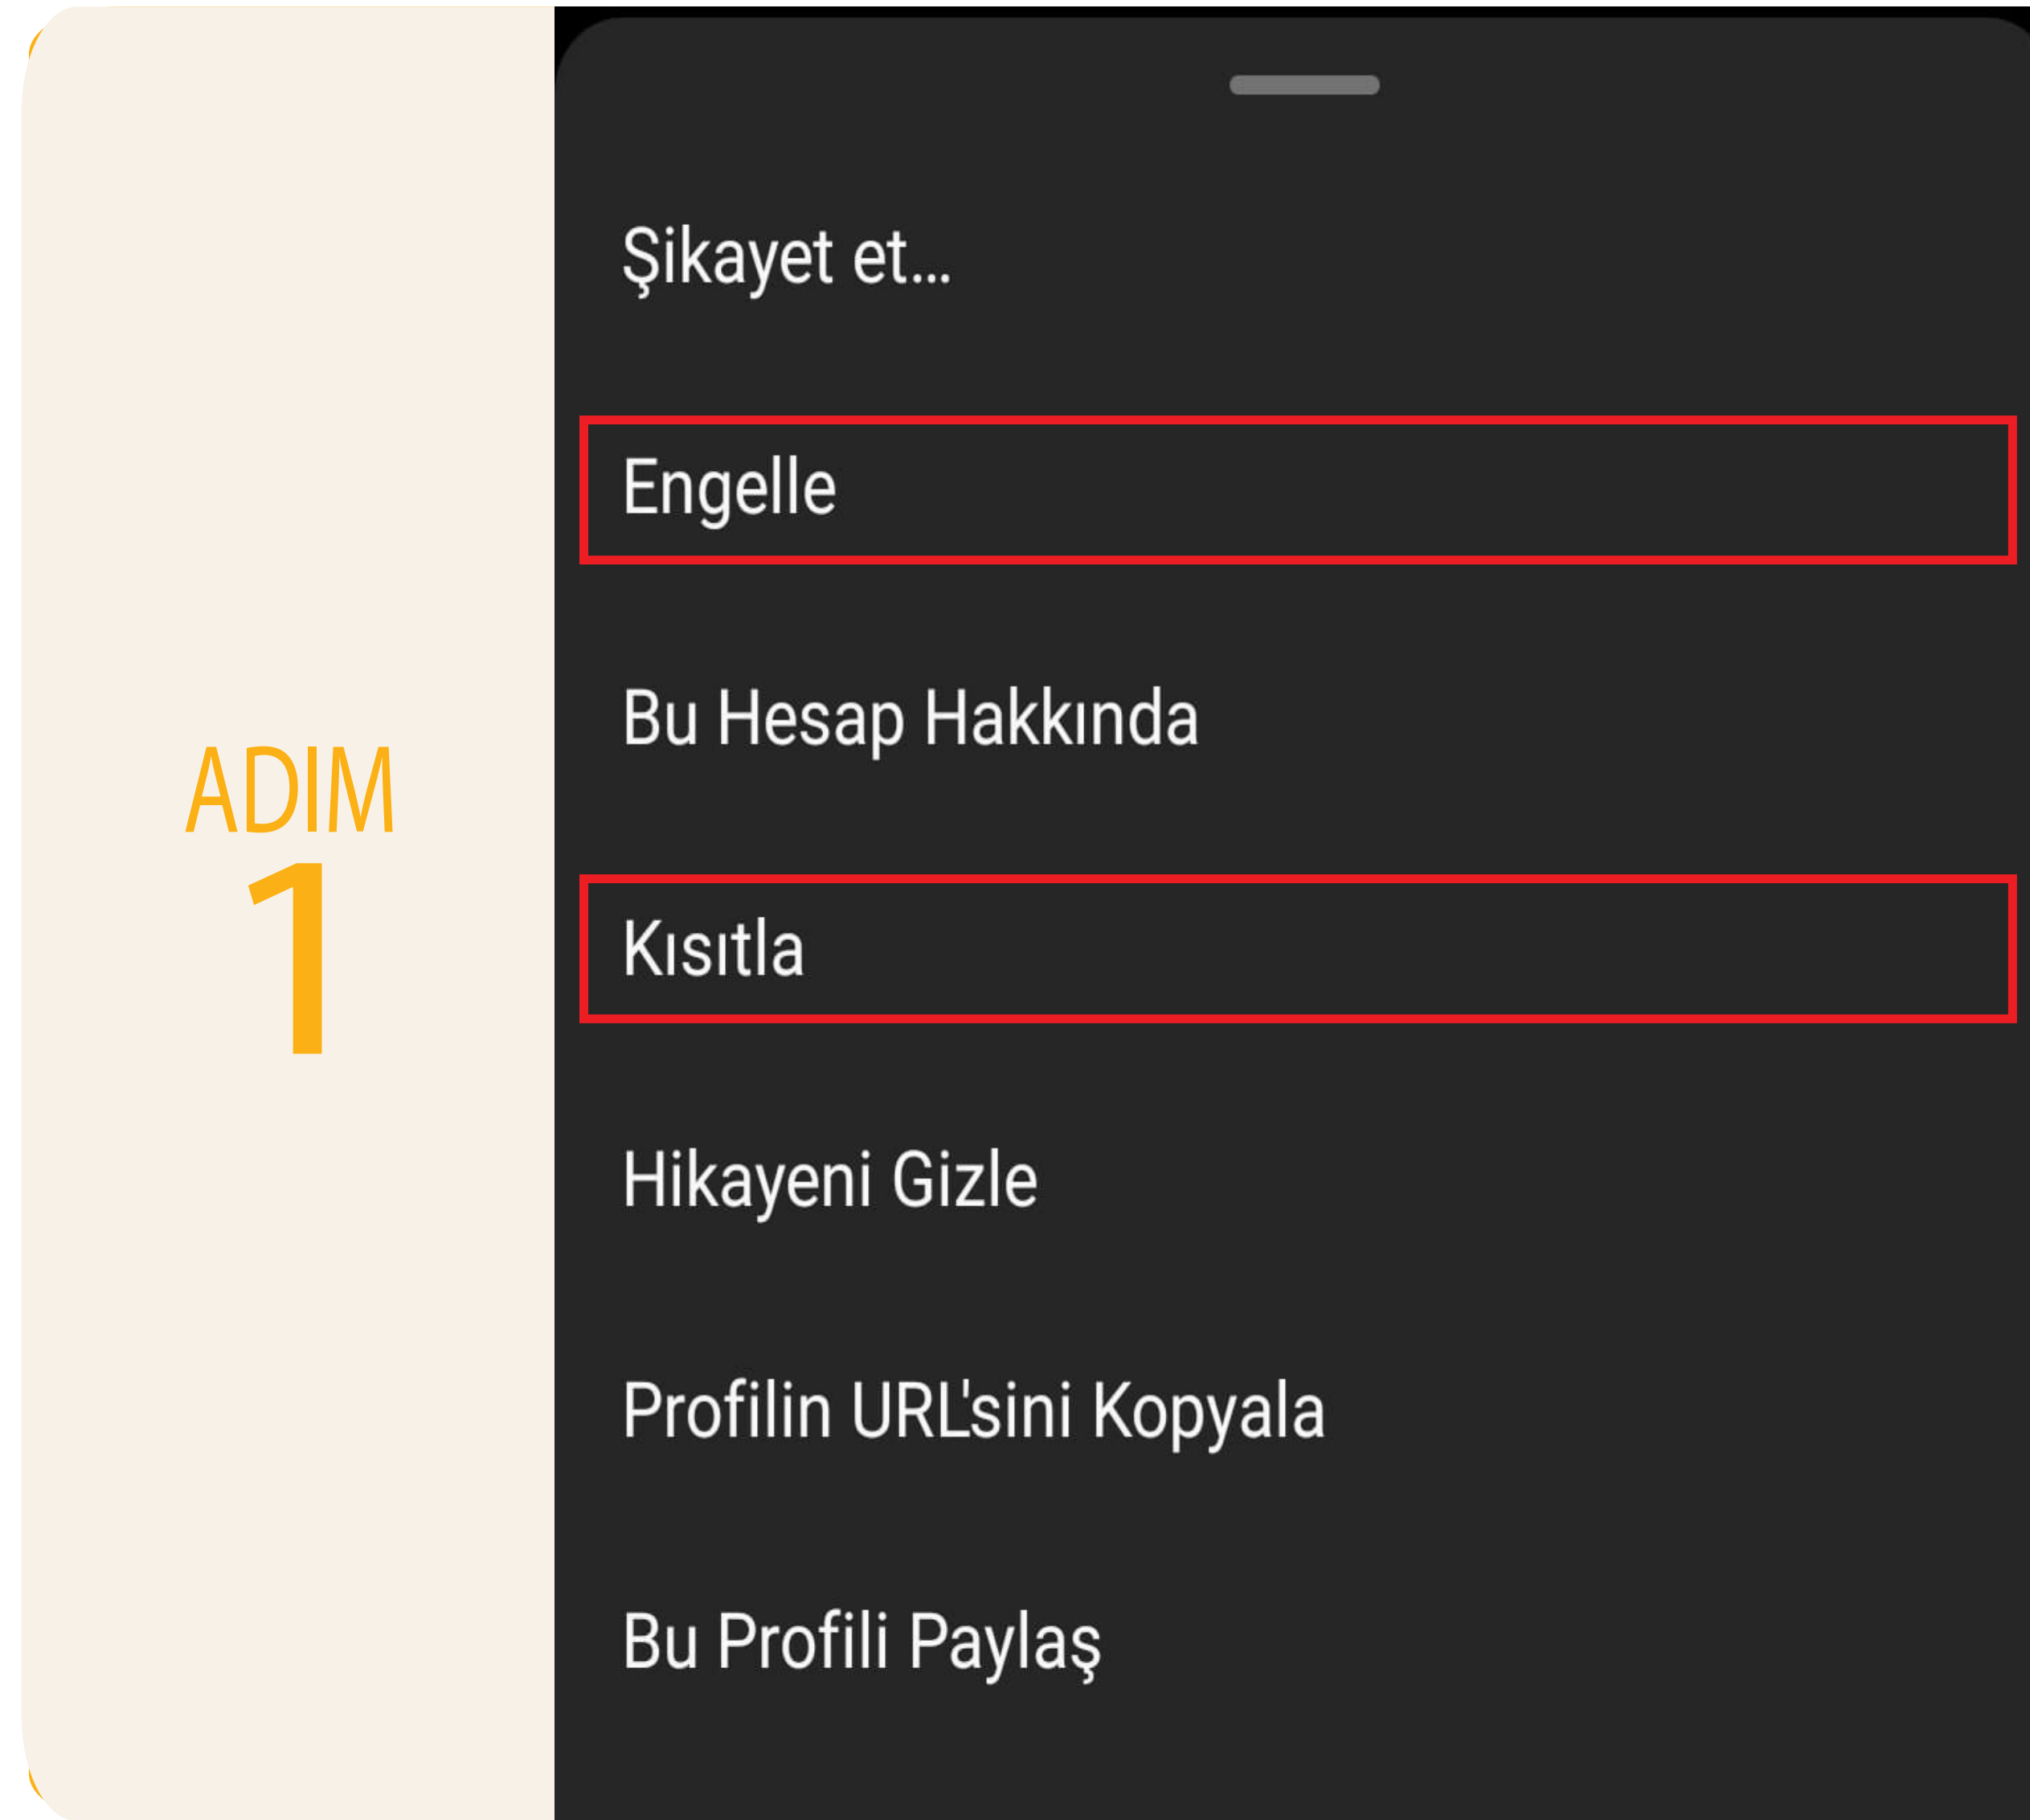 ADIM
1
Şikayet et...
Engelle
Bu Hesap Hakkında
Kısıtla
Hikayeni Gizle
Profilin URL'sini Kopyala
Bu Profili Paylaş